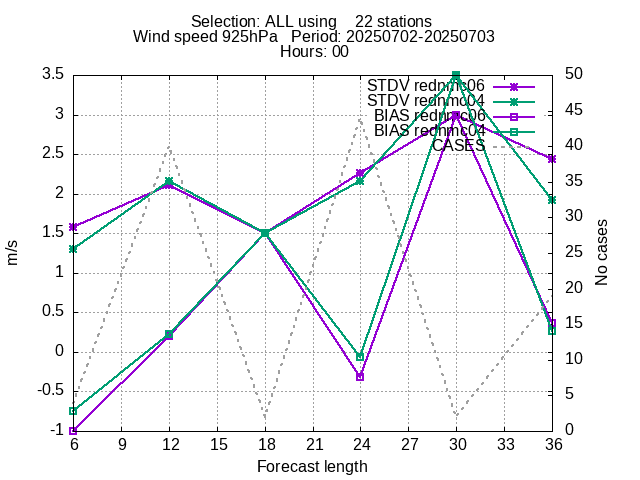 Selection: ALL using    22 stations
Wind speed 925hPa   Period: 20250702-20250703
Hours: 00
STDV rednmc06
STDV rednmc04
BIAS rednmc06
BIAS rednmc04
CASES
3.5
3
2.5
2
1.5
1
0.5
0
-0.5
-1
m/s
50
45
40
35
30
25
20
15
10
5
0
No cases
6 9 12 15 18 21 24 27 30 33 36
Forecast length